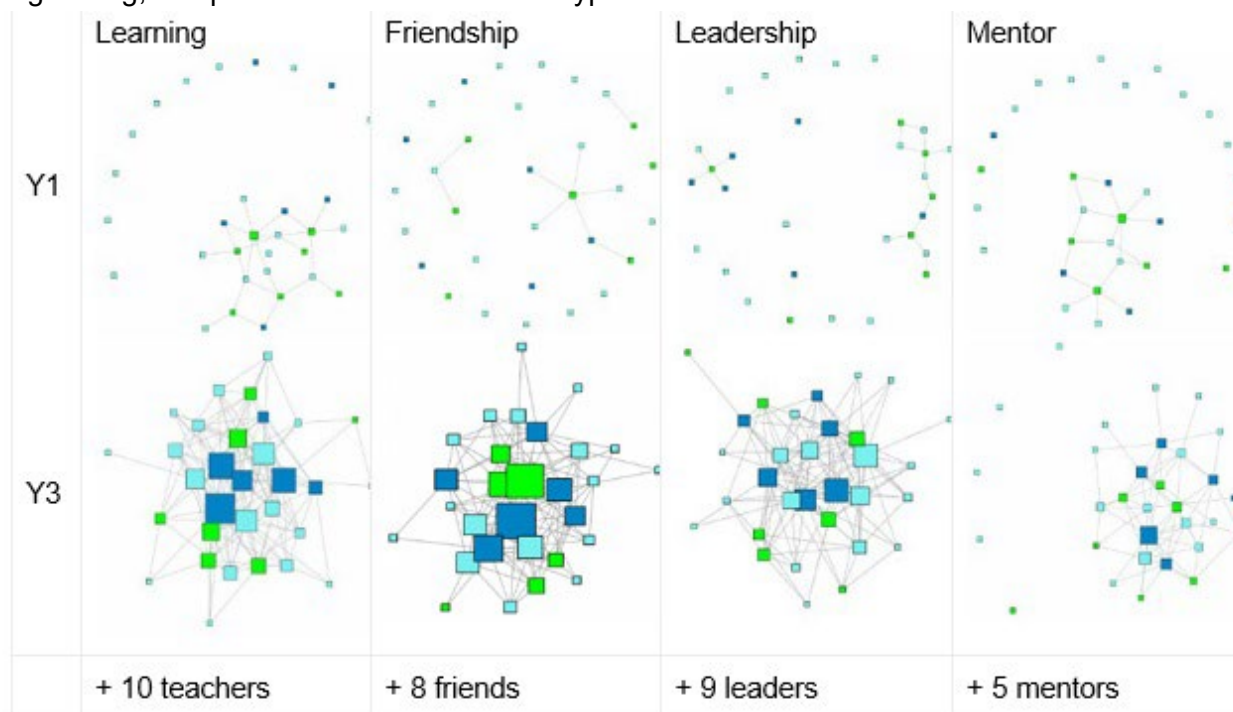 Learning Friendship Leadership Mentor
Y1
Y3
+ 10 teachers + 8 friends + 9 leaders + 5 mentors